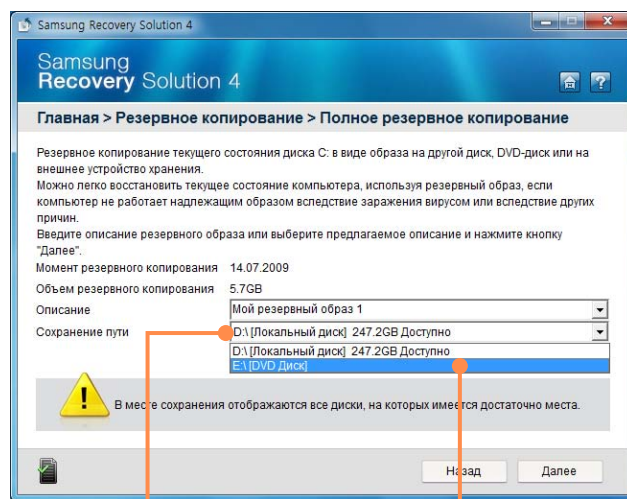 Samsung Recovery Solution 4
Samsung
Recovery Solution 4
?
Главная > Резервное копирование > Полное резервное копирование
Резервное копирование текущего состояния диска C: в виде образа на другой диск, DVD-диск или на
внешнее устройство хранения.
Можно легко восстановить текущее состояние компьютера, используя резервный образ, если
компьютер не работает надлежащим образом вследствие заражения вирусом или вследствие других
причин.
Введите описание резервного образа или выберите предлагаемое описание и нажмите кнопку
"Далее".
Момент резервного копирования 14.07.2009
Объем резервного копирования 5.7GB
Описание Мой резервный образ 1
Сохранение пути D:\ [Локальный диск] 247.2GB Доступно
D:\ [Локальный диск] 247.2GB Доступно
E:\ [DVD Диск]
В месте сохранения отображаются все диски, на которых имеется достаточно места.
Назад Далее